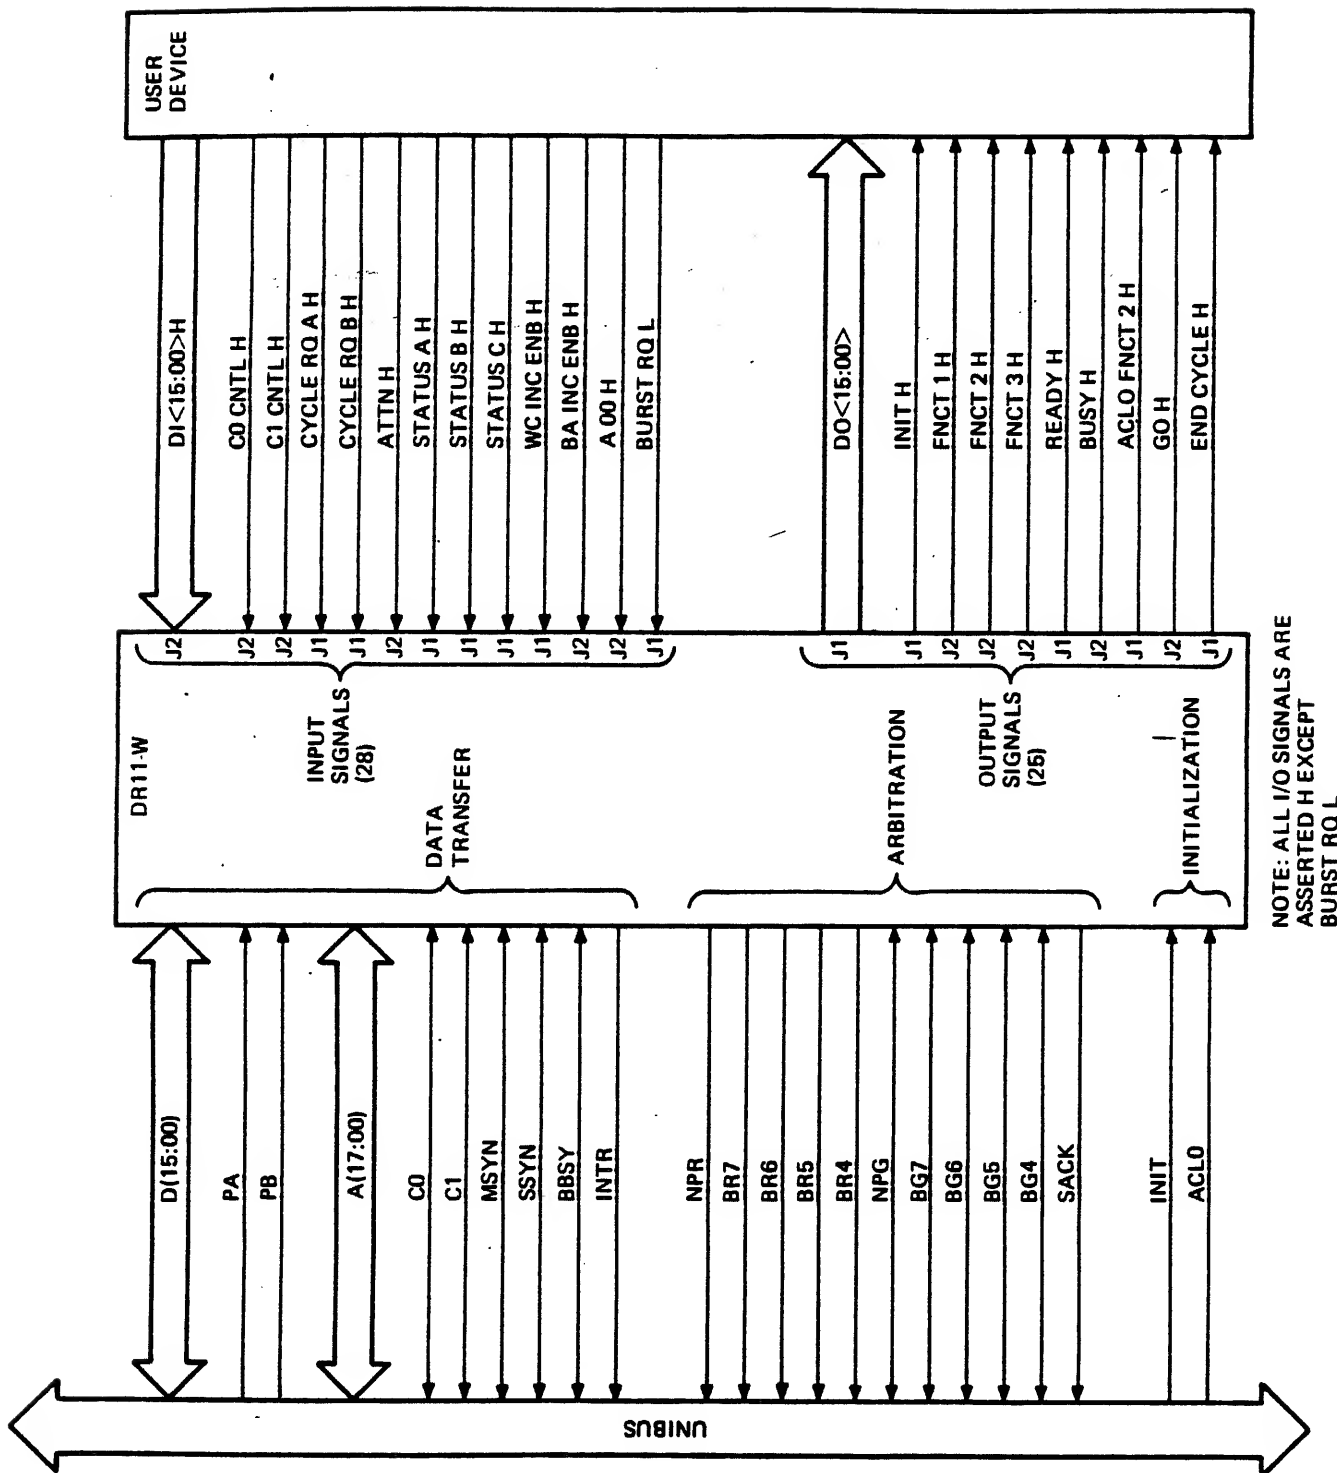 USER
DEVICE
DI<15:00>H
C0 CNTL H
C1 CNTL H
CYCLE RQ A H
CYCLE RQ B H
ATTN H
STATUS A H
STATUS B H
STATUS C H
WC INC ENB H
BA INC ENB H
A 00 H
BURST RQ L
DO<15:00>
INIT H
FNCT 1 H
FNCT 2 H
FNCT 3 H
READY H
BUSY H
ACLO FNCT 2 H
GO H
END CYCLE H
DR11-W
J2
J2
J2
J1
J1
J2
J1
J1
J1
J1
J2
J2
J1
INPUT
SIGNALS
(28)
J1
J1
J2
J2
J2
J1
J2
J1
J2
J1
OUTPUT
SIGNALS
(25)
DATA
TRANSFER
ARBITRATION
INITIALIZATION
D(15:00)
PA
PB
A(17:00)
C0
C1
MSYN
SSYN
BBSY
INTR
NPR
BR7
BR6
BR5
BR4
NPG
BG7
BG6
BG5
BG4
SACK
INIT
ACLO
UNIBUS
NOTE: ALL I/O SIGNALS ARE
ASSERTED H EXCEPT
BURST RQ L